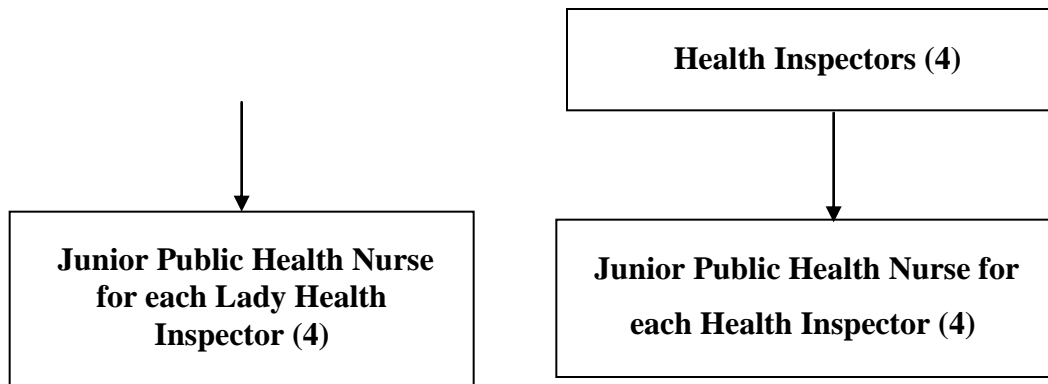 Health Inspectors (4)
Junior Public Health Nurse
for each Lady Health
Inspector (4)
Junior Public Health Nurse for
each Health Inspector (4)